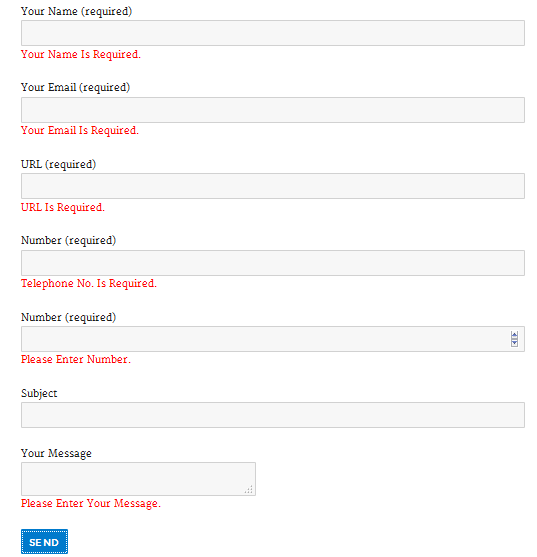 Your Name (required)
Your Name Is Required.
Your Email (required)
Your Email Is Required.
URL (required)
URL Is Required.
Number (required)
Telephone No. Is Required.
Number (required)
Please Enter Number.
Subject
Your Message
Please Enter Your Message.
SEND